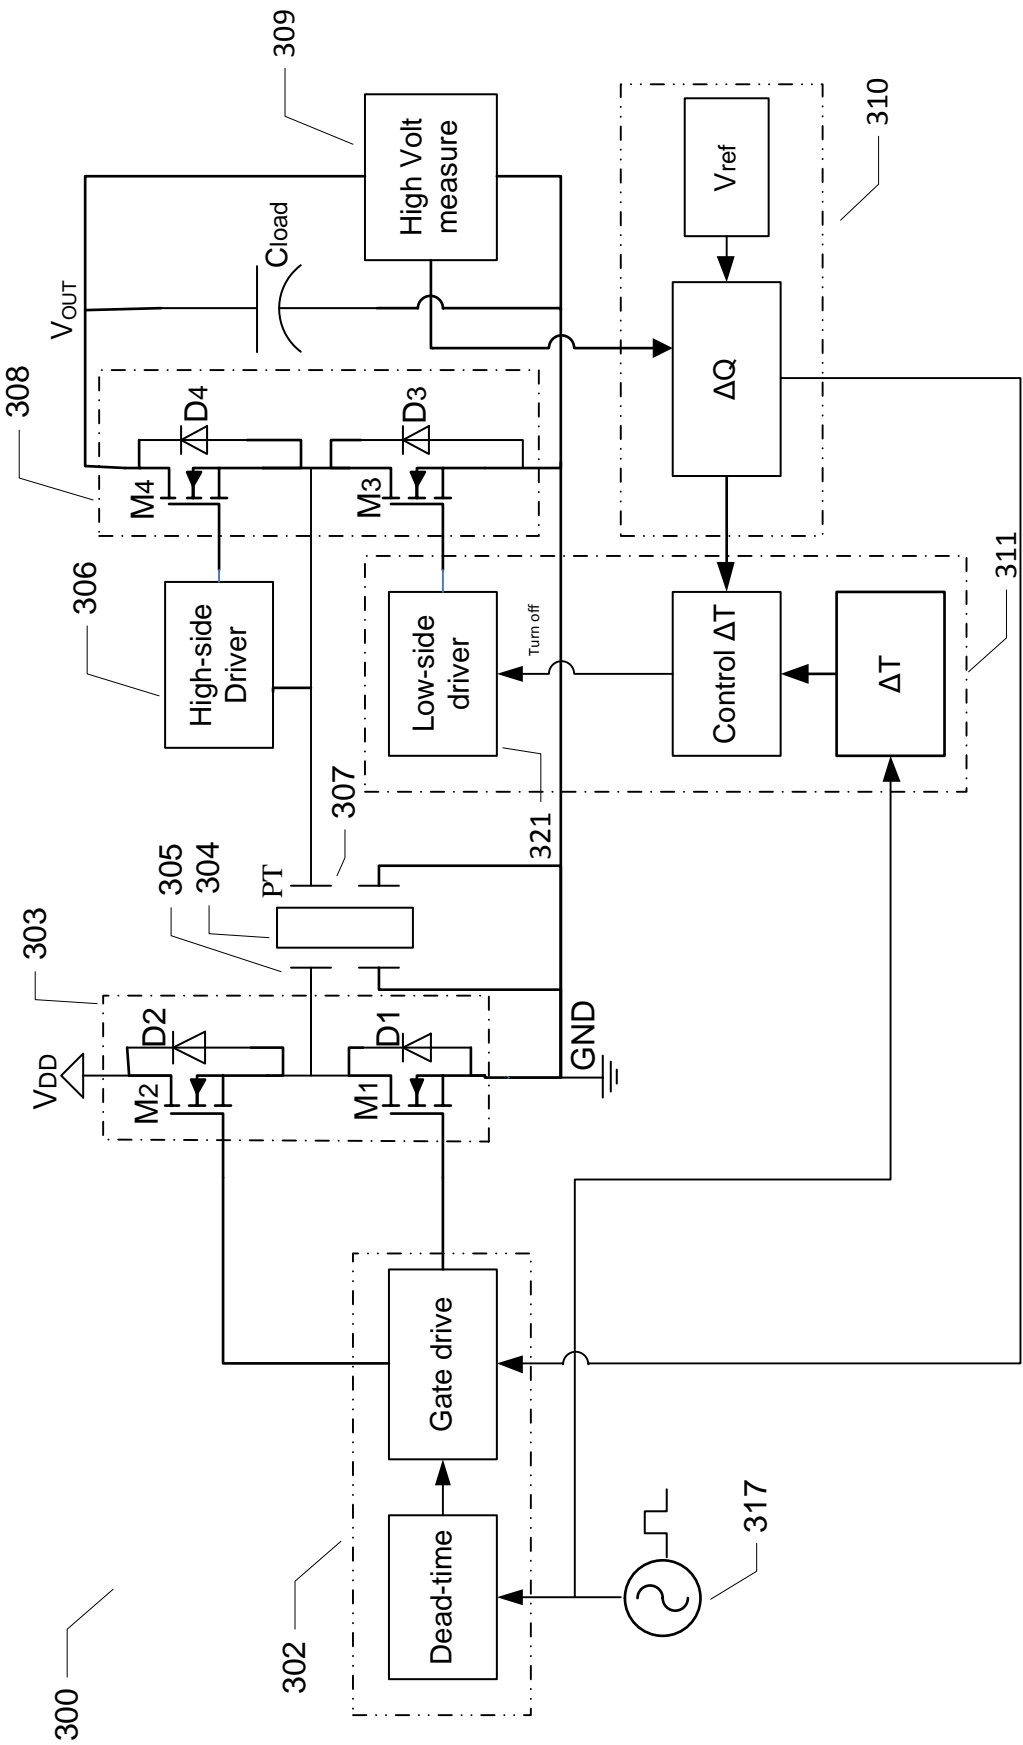 300
302
Dead-time
Gate drive
317
303
VDD
M2
D2
M1
D1
GND
305
304
PT
307
306
High-side
Driver
Low-side
driver
321
Turn off
308
M4
D4
M3
D3
VOUT
Cload
309
High Volt
measure
310
Vref
ΔQ
311
Control ΔT
ΔT